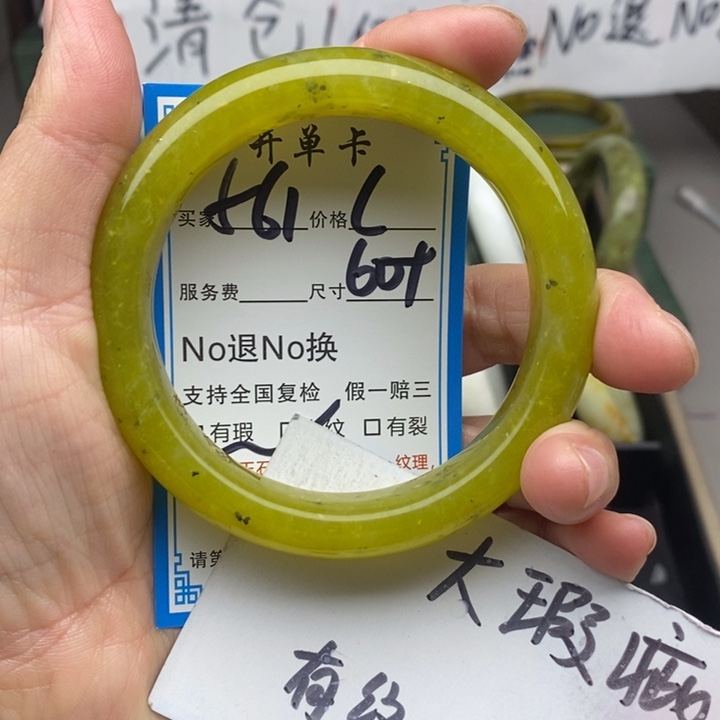 清仓 No退No
开单卡
买家 561 价格 L
服务费 尺寸 60+
No退No换
支持全国复检 假一赔三
有瑕 纹 口有裂
纹理,
请
大瑕疵
有